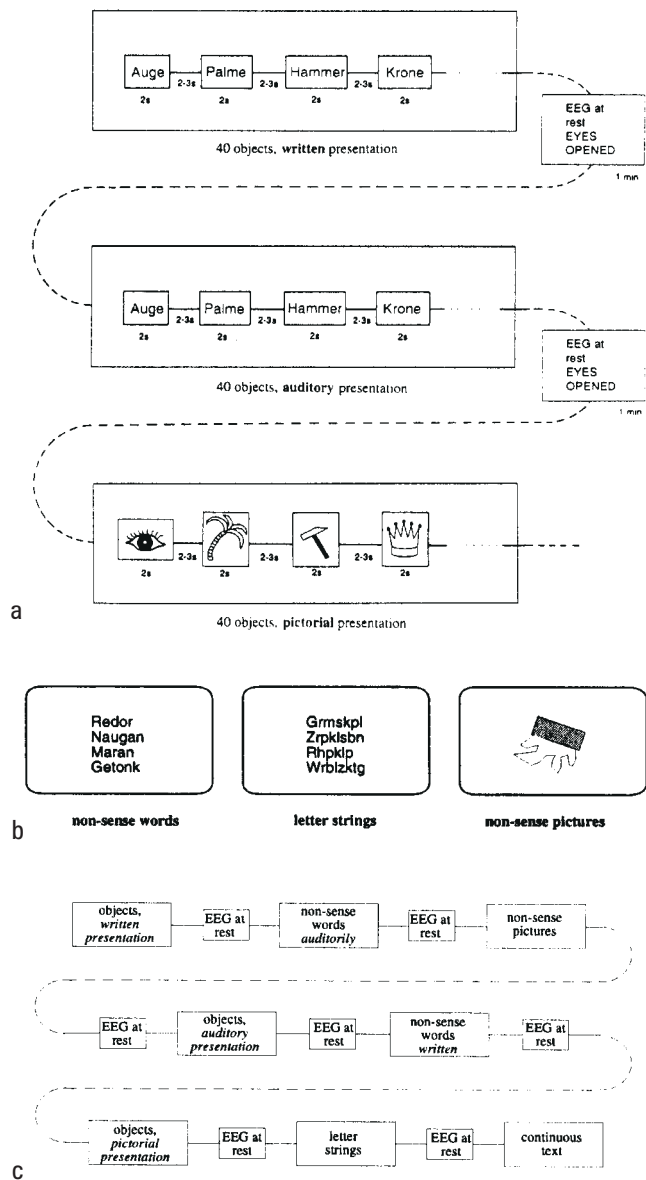 Auge Palme Hammer Krone
2-3s 2-3s 2-3s
2s 2s 2s 2s
40 objects, written presentation
EEG at
rest
EYES
OPENED
1 min
Auge Palme Hammer Krone
2-3s 2-3s 2-3s
2s 2s 2s 2s
40 objects, auditory presentation
EEG at
rest
EYES
OPENED
1 min
2-3s 2-3s 2-3s
2s 2s 2s 2s
40 objects, pictorial presentation
a
Redor
Naugan
Maran
Getonk
non-sense words
Grmskpl
Zrpklsbn
Rhpklp
Wrblzktg
letter strings
non-sense pictures
b
objects,
written
presentation
EEG at
rest
non-sense
words
auditorily
EEG at
rest
non-sense
pictures
EEG at
rest
objects,
auditory
presentation
EEG at
rest
non-sense
words
written
EEG at
rest
objects,
pictorial
presentation
EEG at
rest
letter
strings
EEG at
rest
continuous
text
c